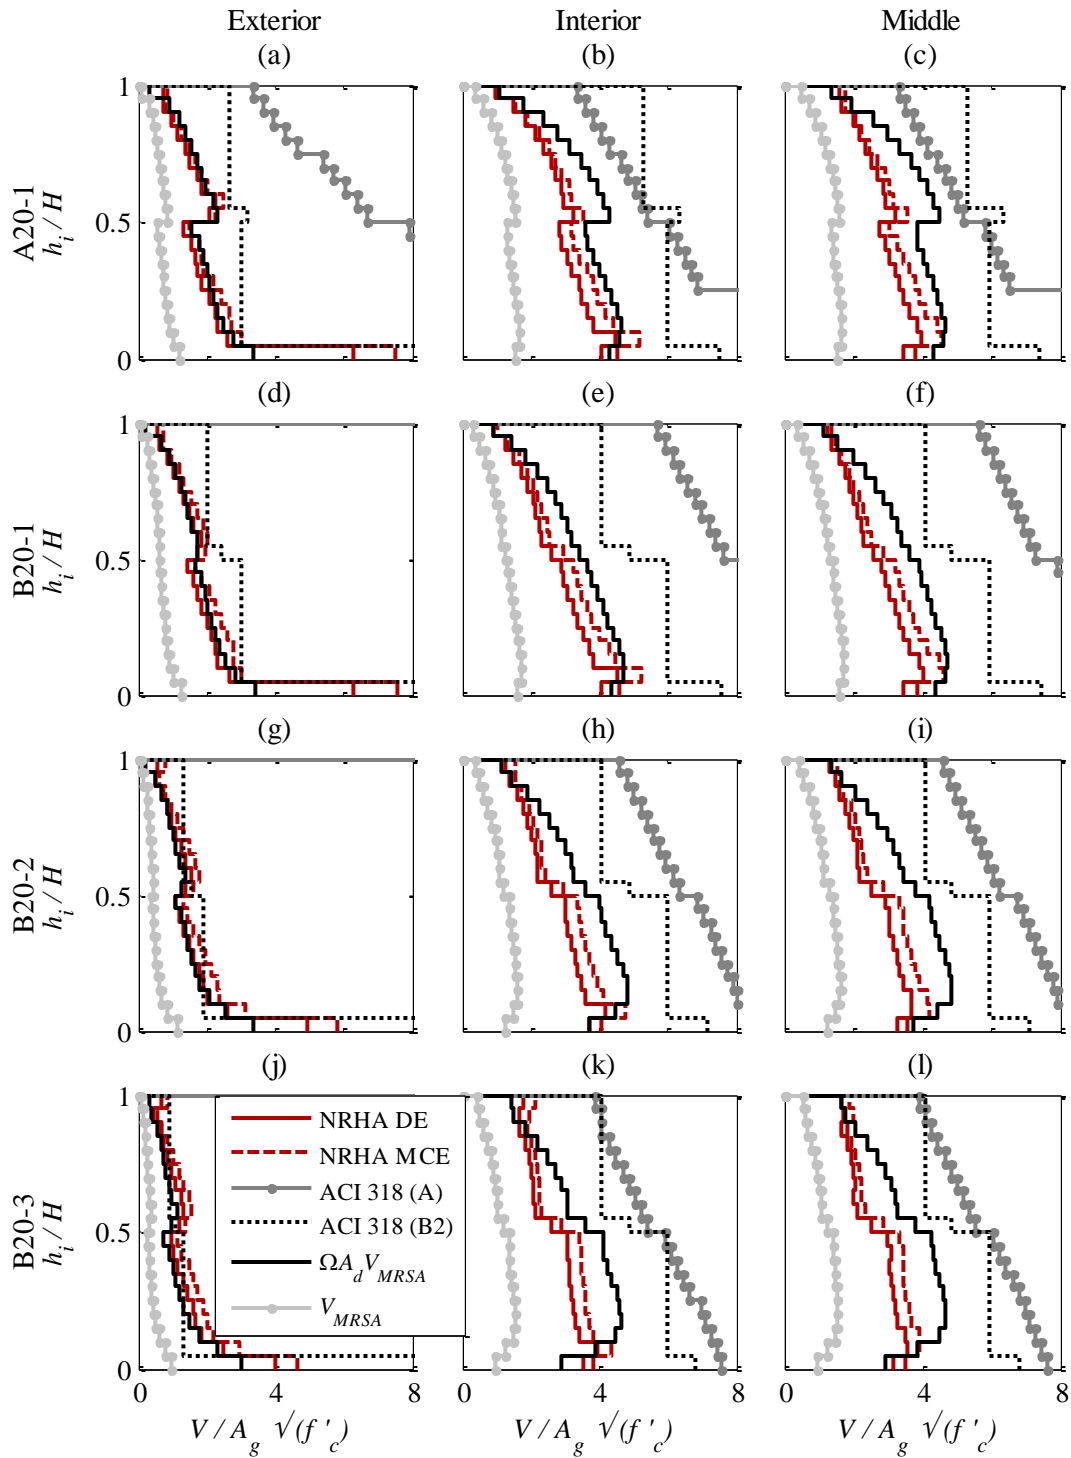 Exterior Interior Middle
(a) (b) (c)
A20-1
h_i / H
1
0.5
0
(d) (e) (f)
B20-1
h_i / H
1
0.5
0
(g) (h) (i)
B20-2
h_i / H
1
0.5
0
(j) (k) (l)
B20-3
h_i / H
1
0.5
0
NRHA DE
NRHA MCE
ACI 318 (A)
ACI 318 (B2)
ΩA_d V_MRSA
V_MRSA
0 4 8 0 4 8 0 4 8
V / A_g √(f'_c) V / A_g √(f'_c) V / A_g √(f'_c)